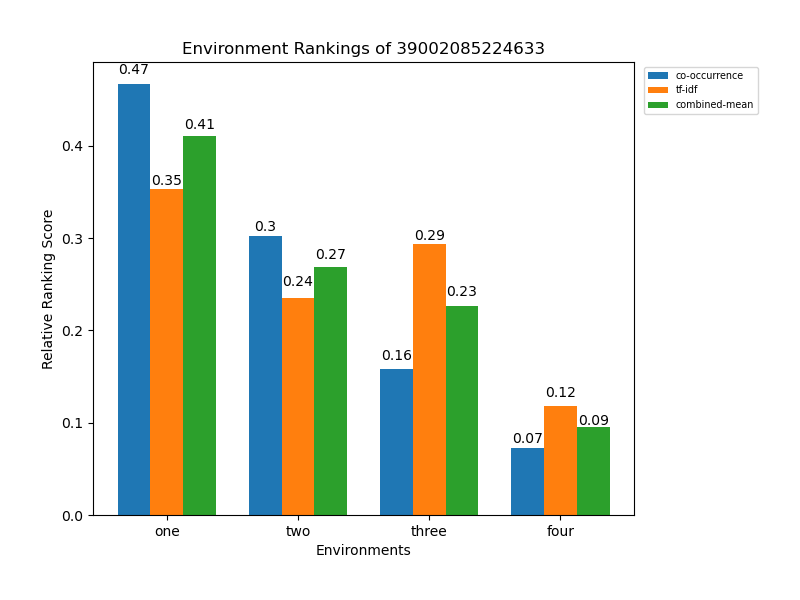 Environment Rankings of 39002085224633
co-occurrence
tf-idf
combined-mean
Relative Ranking Score
0.4
0.3
0.2
0.1
0.0
0.47
0.35
0.41
0.3
0.24
0.27
0.16
0.29
0.23
0.07
0.12
0.09
one two three four
Environments